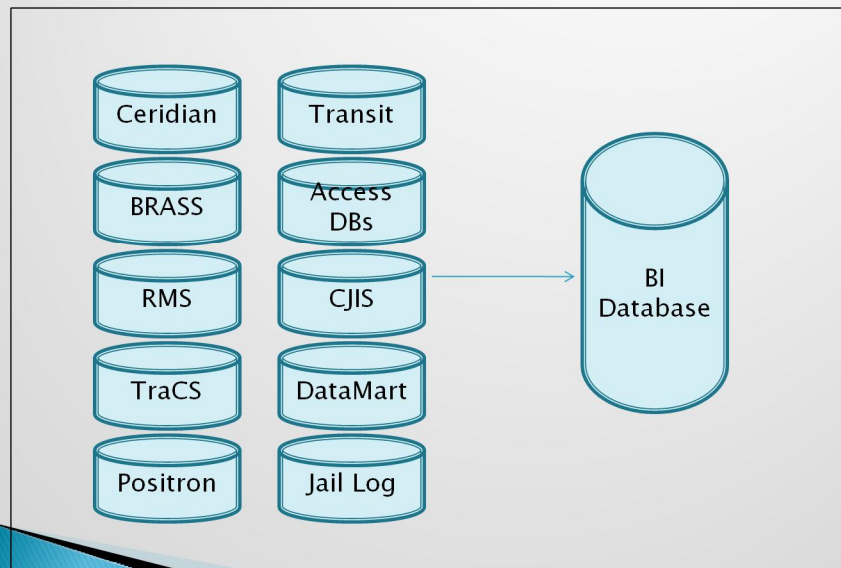 Ceridian
Transit
BRASS
Access
DBs
RMS
CJIS
BI
Database
TraCS
DataMart
Positron
Jail Log